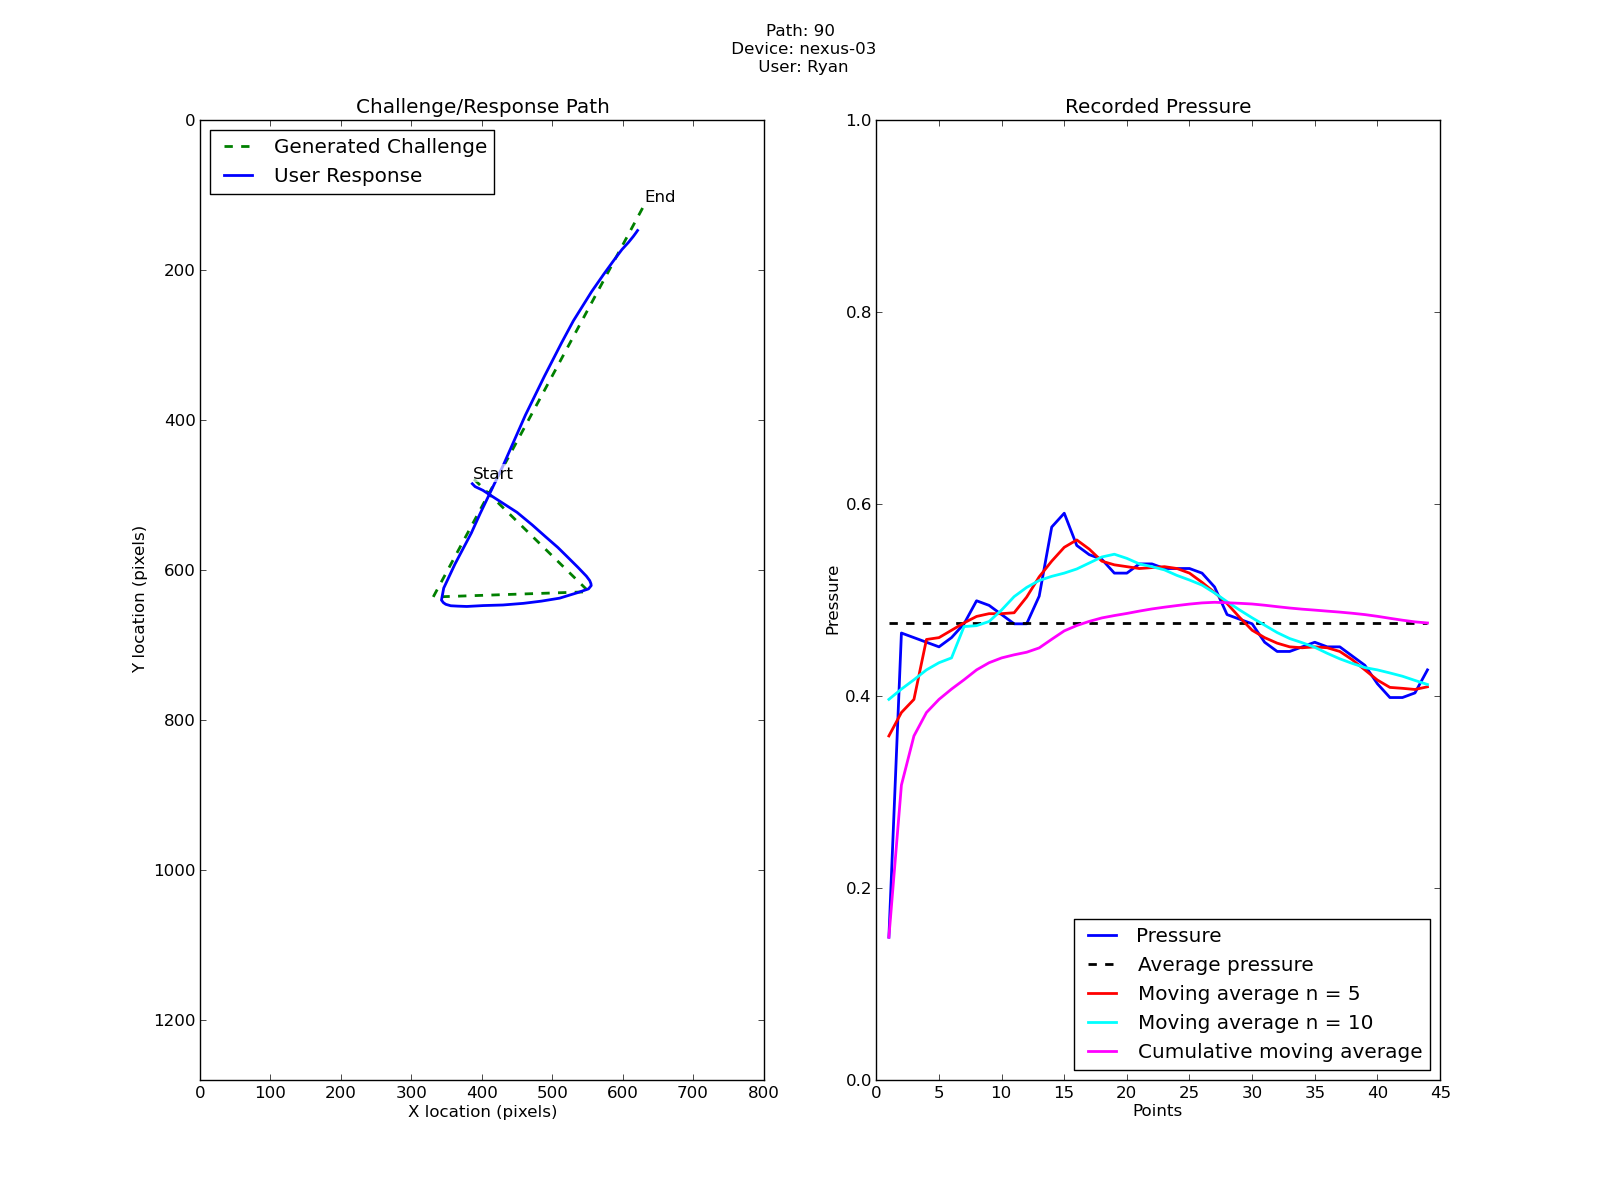 Path: 90
Device: nexus-03
User: Ryan
Challenge/Response Path
Generated Challenge
User Response
End
Start
0
200
400
600
800
1000
1200
Y location (pixels)
0 100 200 300 400 500 600 700 800
X location (pixels)
Recorded Pressure
1.0
0.8
0.6
0.4
0.2
0.0
Pressure
Pressure
Average pressure
Moving average n = 5
Moving average n = 10
Cumulative moving average
0 5 10 15 20 25 30 35 40 45
Points